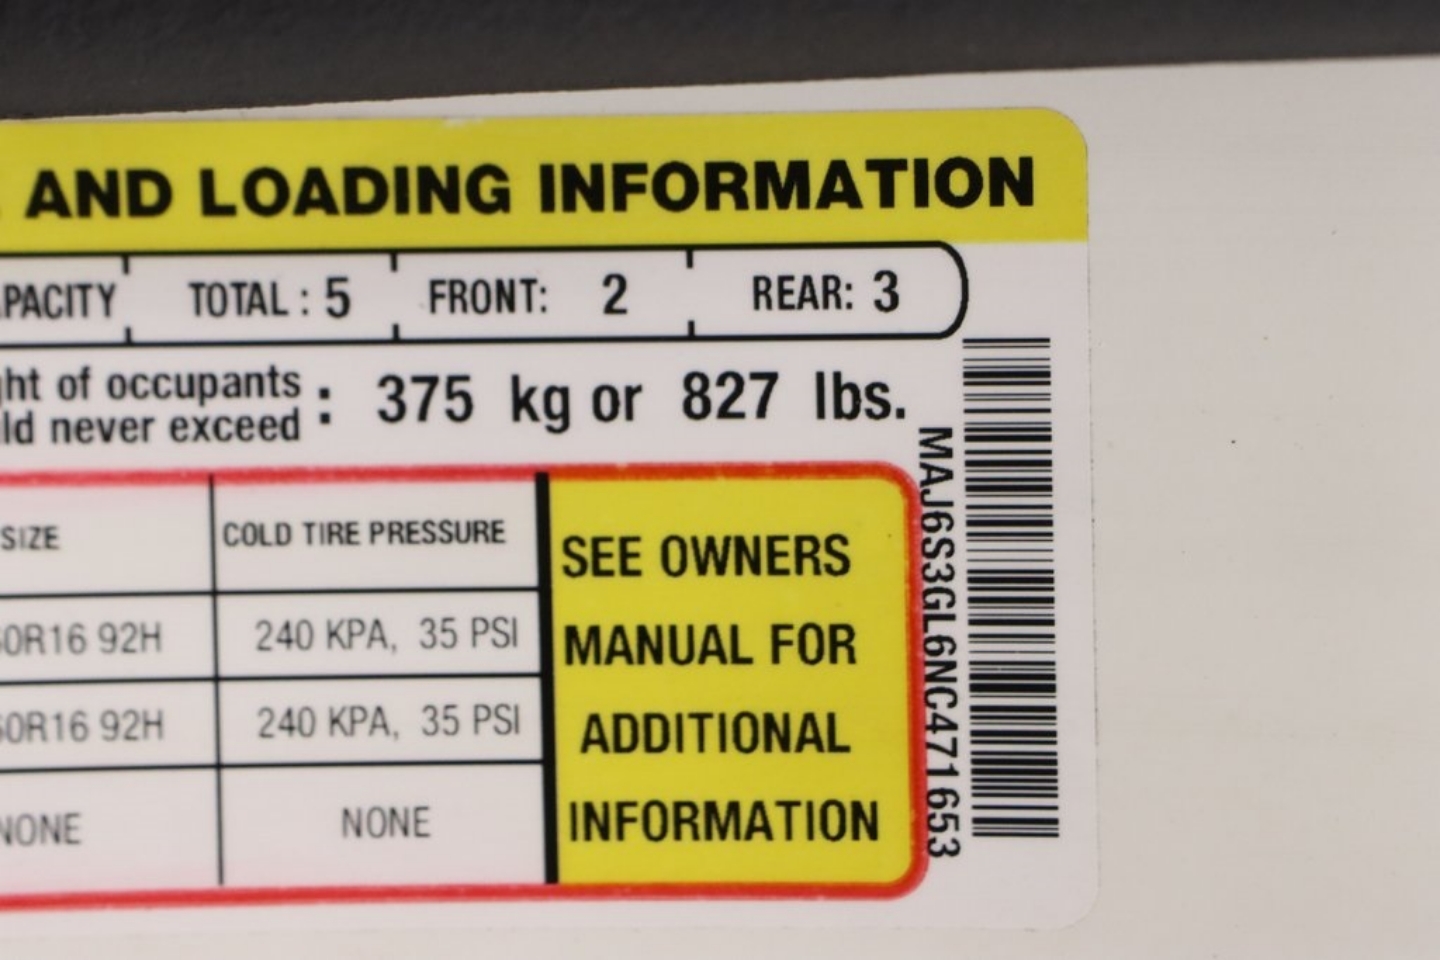 AND LOADING INFORMATION
PACITY TOTAL : 5 FRONT: 2 REAR: 3
ht of occupants
ld never exceed : 375 kg or 827 lbs.
SIZE COLD TIRE PRESSURE
0R16 92H 240 KPA, 35 PSI
0R16 92H 240 KPA, 35 PSI
NONE NONE
SEE OWNERS
MANUAL FOR
ADDITIONAL
INFORMATION
MAJ6S3GL6NC471653